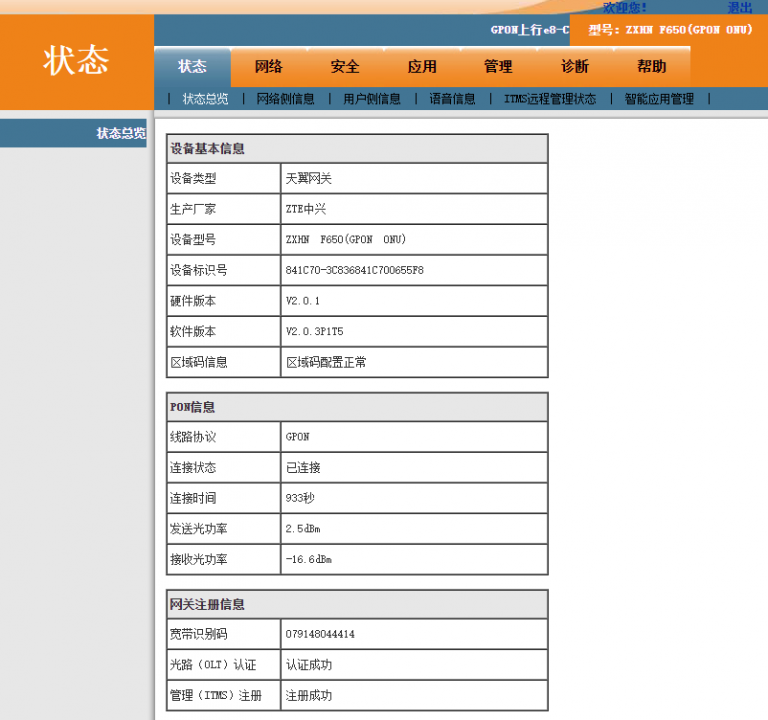 欢迎您! 退出
GPON上行e8-C 型号: ZXHN F650(GPON ONU)
状态
状态 网络 安全 应用 管理 诊断 帮助
| 状态总览 | 网络侧信息 | 用户侧信息 | 语音信息 | ITMS远程管理状态 | 智能应用管理 |
状态总览
设备基本信息
设备类型 天翼网关
生产厂家 ZTE中兴
设备型号 ZXHN F650(GPON ONU)
设备标识号 841C70-3C836841C700655F8
硬件版本 V2.0.1
软件版本 V2.0.3P1T5
区域码信息 区域码配置正常
PON信息
线路协议 GPON
连接状态 已连接
连接时间 933秒
发送光功率 2.5dBm
接收光功率 -16.6dBm
网关注册信息
宽带识别码 079148044414
光路（OLT）认证 认证成功
管理（ITMS）注册 注册成功